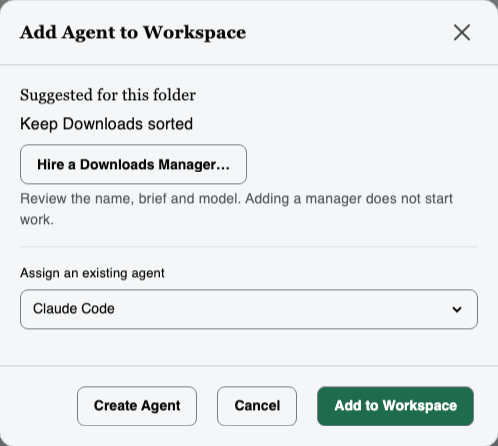 Add Agent to Workspace
Suggested for this folder
Keep Downloads sorted
Hire a Downloads Manager...
Review the name, brief and model. Adding a manager does not start
work.
Assign an existing agent
Claude Code
Create Agent
Cancel
Add to Workspace